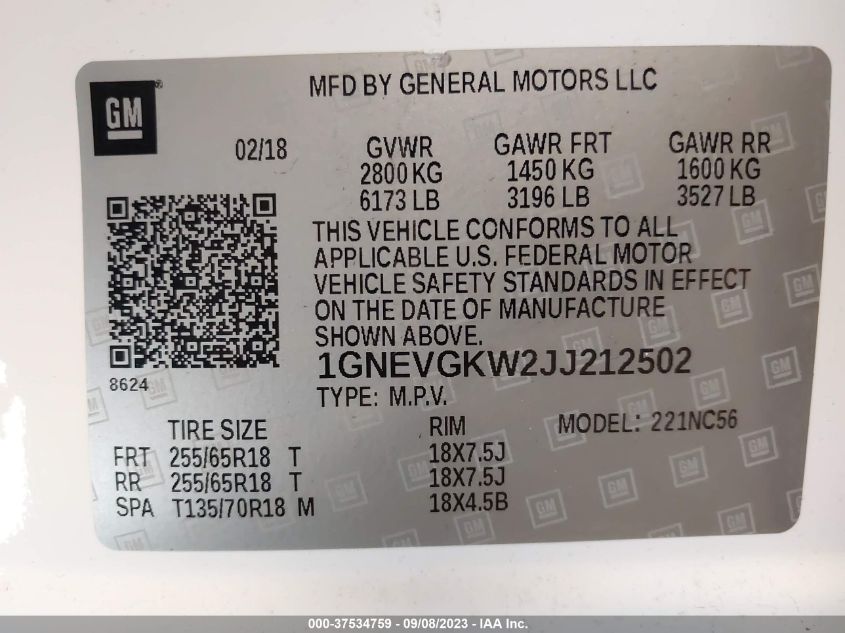 GM
®
MFD BY GENERAL MOTORS LLC
02/18 GVWR GAWR FRT GAWR RR
2800 KG 1450 KG 1600 KG
6173 LB 3196 LB 3527 LB
THIS VEHICLE CONFORMS TO ALL
APPLICABLE U.S. FEDERAL MOTOR
VEHICLE SAFETY STANDARDS IN EFFECT
ON THE DATE OF MANUFACTURE
SHOWN ABOVE.
8624
1GNEVGKW2JJ212502
TYPE: M.P.V.
TIRE SIZE RIM MODEL: 221NC56
FRT 255/65R18 T 18X7.5J
RR 255/65R18 T 18X7.5J
SPA T135/70R18 M 18X4.5B
000-37534759 - 09/08/2023 - IAA Inc.